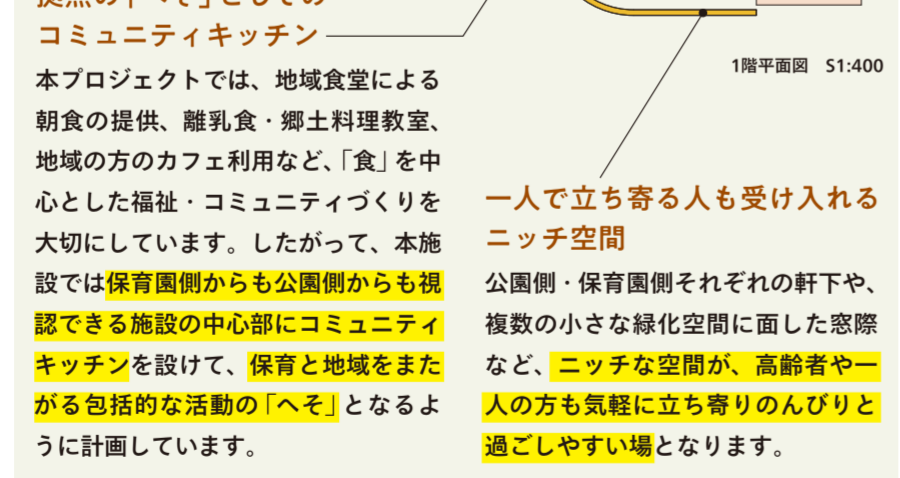 拠点の「へそ」としての
コミュニティキッチン
本プロジェクトでは、地域食堂による
朝食の提供、離乳食・郷土料理教室、
地域の方のカフェ利用など、「食」を中
心とした福祉・コミュニティづくりを
大切にしています。したがって、本施
設では保育園側からも公園側からも視
認できる施設の中心部にコミュニティ
キッチンを設けて、保育と地域をまた
がる包括的な活動の「へそ」となるよ
うに計画しています。
1階平面図 S1:400
一人で立ち寄る人も受け入れる
ニッチ空間
公園側・保育園側それぞれの軒下や、
複数の小さな緑化空間に面した窓際
など、ニッチな空間が、高齢者や一
人の方も気軽に立ち寄りのんびりと
過ごしやすい場となります。